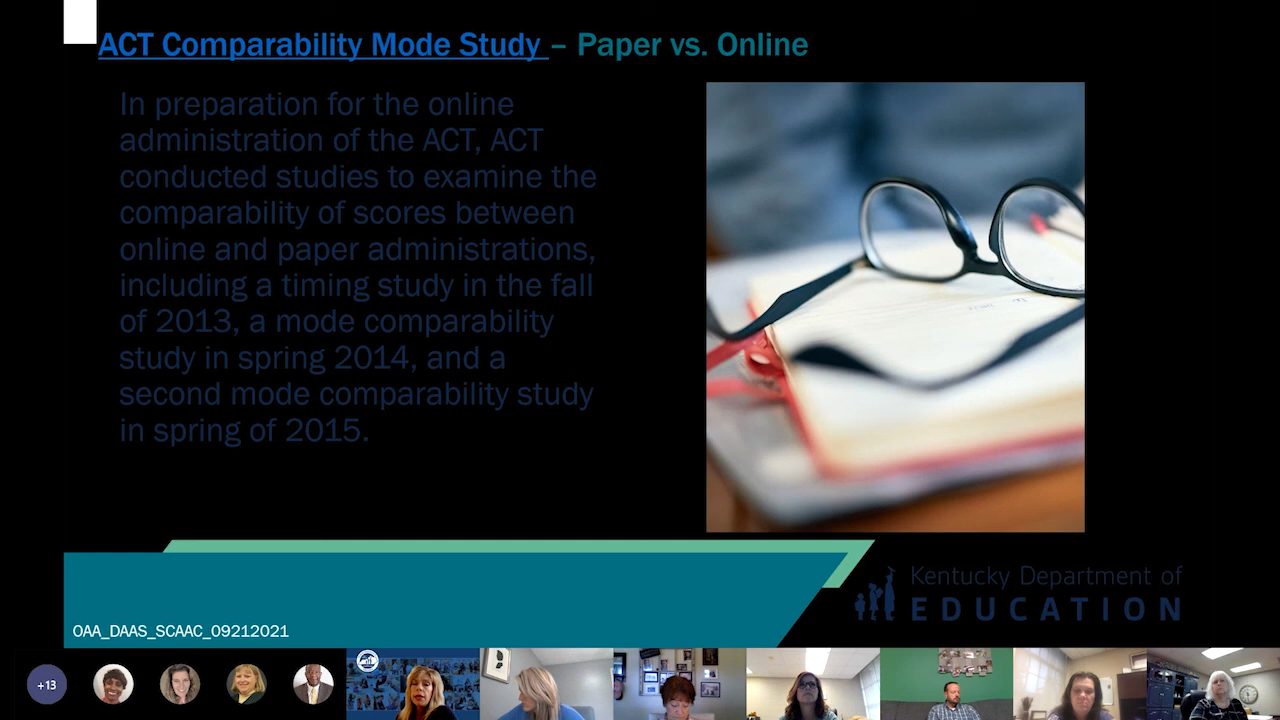 ACT Comparability Mode Study – Paper vs. Online
In preparation for the online
administration of the ACT, ACT
conducted studies to examine the
comparability of scores between
online and paper administrations,
including a timing study in the fall
of 2013, a mode comparability
study in spring 2014, and a
second mode comparability study
in spring of 2015.
Kentucky Department of
EDUCATION
OAA_DAAS_SCAAC_09212021
+13